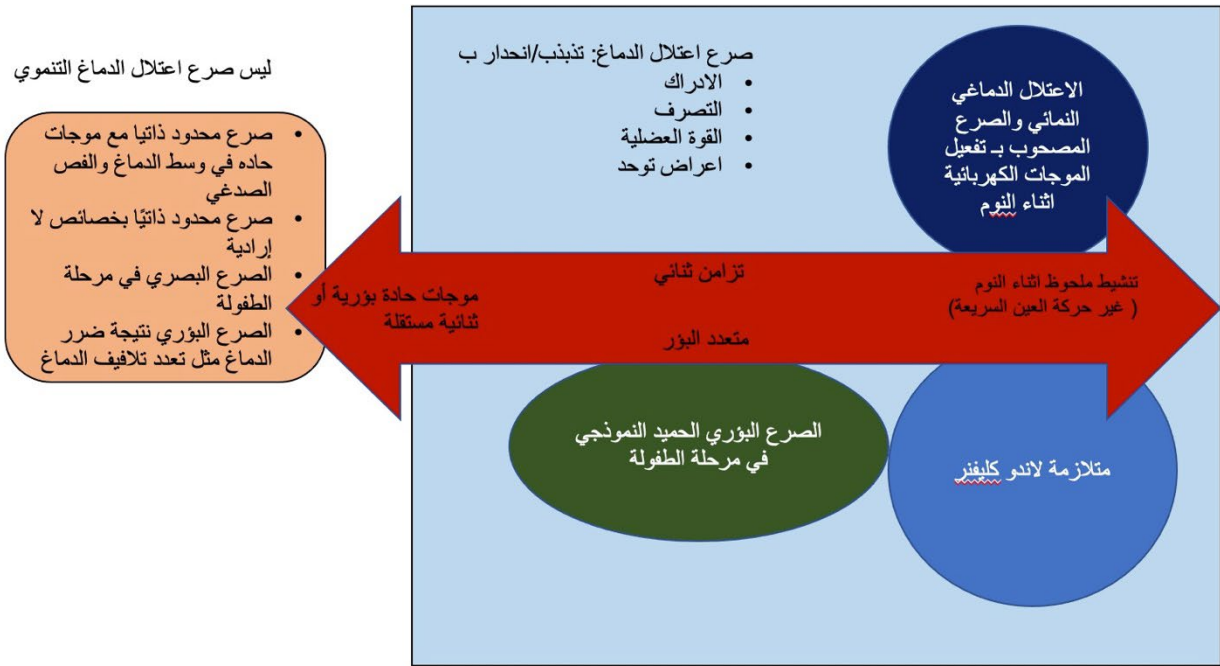 الاعتلال الدماغي
النمائي والصرع
المصحوب بـ تفعيل
الموجات الكهربائية
اثناء النوم
صرع اعتلال الدماغ: تذبذب/انحدار ب
• الادراك
• التصرف
• القوة العضلية
• اعراض توحد
ليس صرع اعتلال الدماغ التنموي
• صرع محدود ذاتيا مع موجات
حاده في وسط الدماغ والفص
الصدغي
• صرع محدود ذاتيًا بخصائص لا
إرادية
• الصرع البصري في مرحلة
الطفولة
• الصرع البؤري نتيجة ضرر
الدماغ مثل تعدد تلافيف الدماغ
تنشيط ملحوظ اثناء النوم
( غير حركة العين السريعة)
تزامن ثنائي
متعدد البؤر
موجات حادة بؤرية أو
ثنائية مستقلة
متلازمة لاندو كليفنر
الصرع البؤري الحميد النموذجي
في مرحلة الطفولة